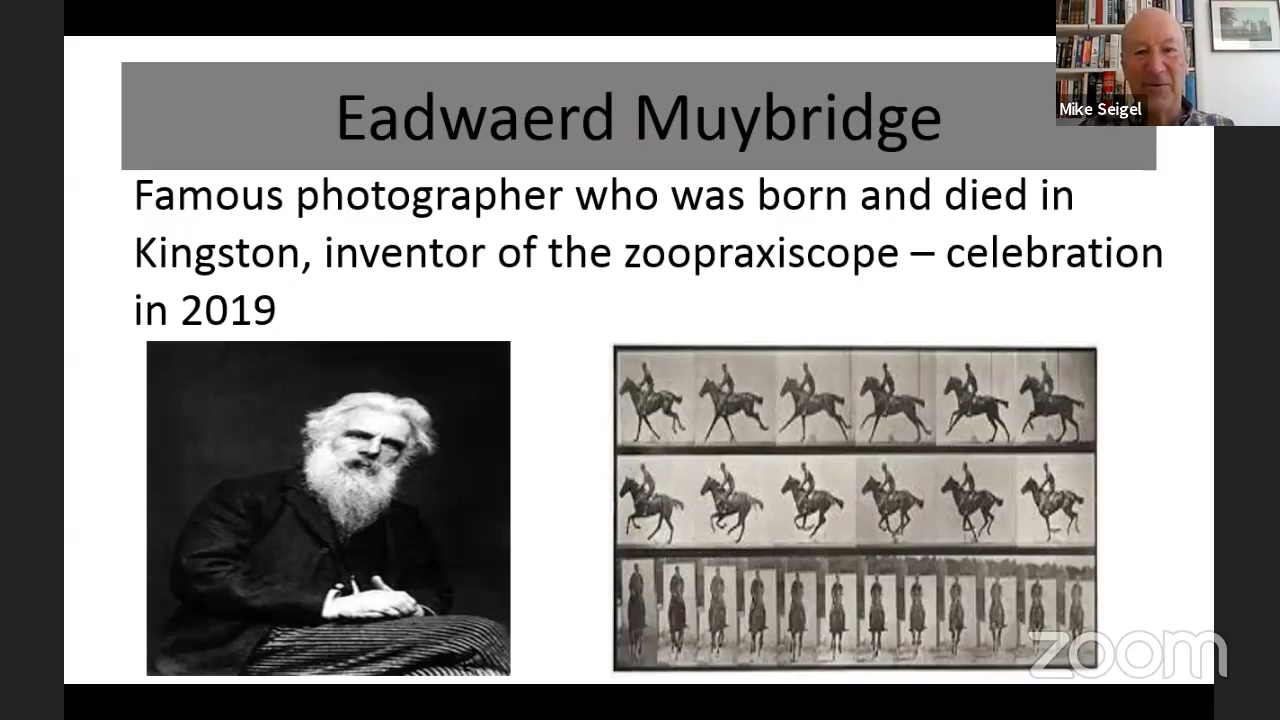 Eadwaerd Muybridge
Mike Seigel
Famous photographer who was born and died in
Kingston, inventor of the zoopraxiscope – celebration
in 2019
zoom